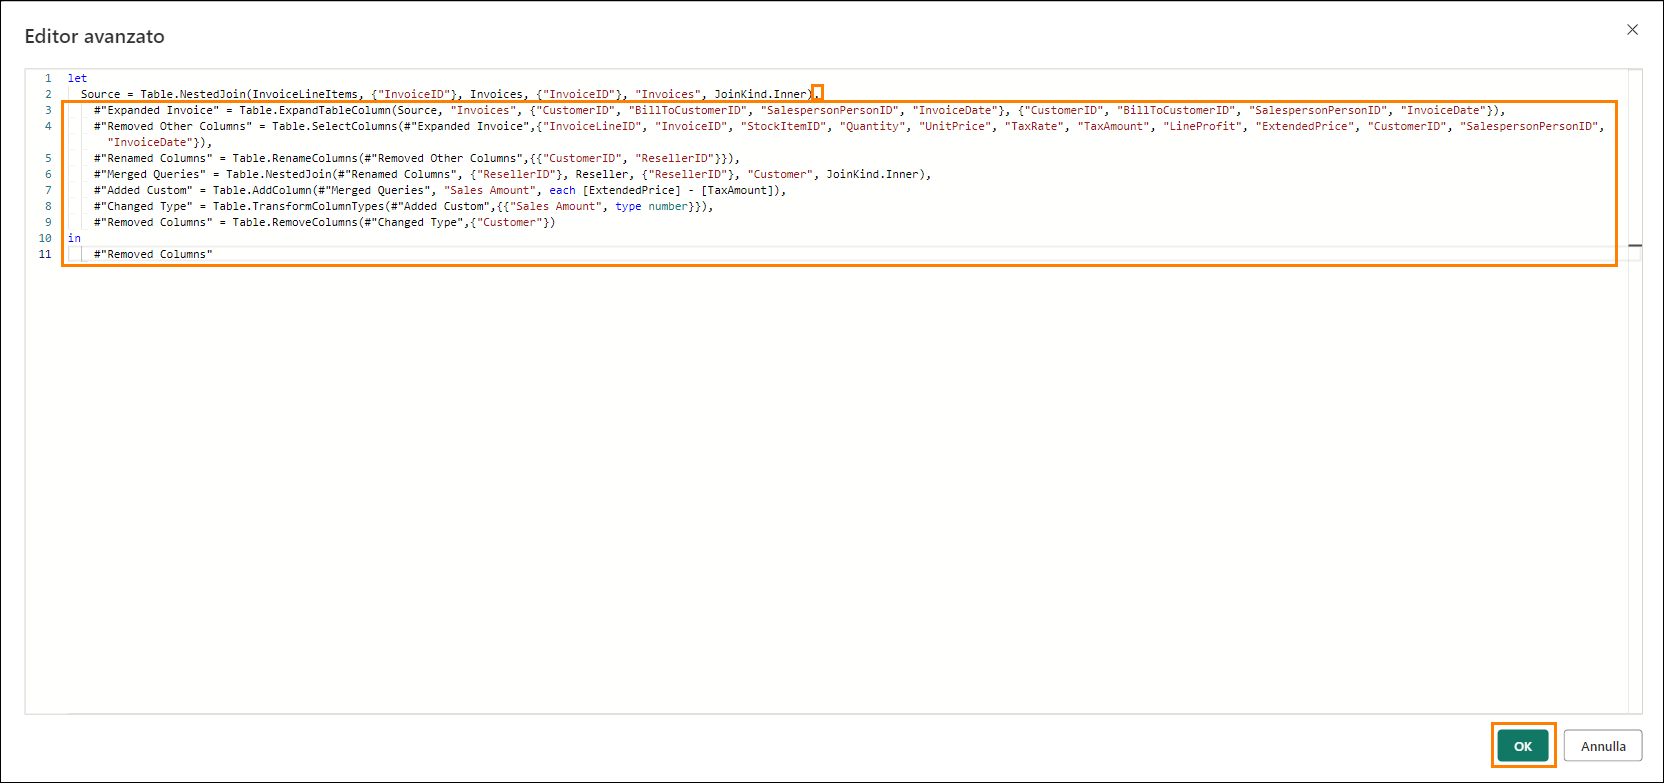 Editor avanzato
1 let
2 Source = Table.NestedJoin(InvoiceLineItems, {"InvoiceID"}, Invoices, {"InvoiceID"}, "Invoices", JoinKind.Inner),
3 #"Expanded Invoice" = Table.ExpandTableColumn(Source, "Invoices", {"CustomerID", "BillToCustomerID", "SalespersonPersonID", "InvoiceDate"}, {"CustomerID", "BillToCustomerID", "SalespersonPersonID", "InvoiceDate"}),
4 #"Removed Other Columns" = Table.SelectColumns(#"Expanded Invoice",{"InvoiceLineID", "InvoiceID", "StockItemID", "Quantity", "UnitPrice", "TaxRate", "TaxAmount", "LineProfit", "ExtendedPrice", "CustomerID", "SalespersonPersonID",
"InvoiceDate"}),
5 #"Renamed Columns" = Table.RenameColumns(#"Removed Other Columns",{{"CustomerID", "ResellerID"}}),
6 #"Merged Queries" = Table.NestedJoin(#"Renamed Columns", {"ResellerID"}, Reseller, {"ResellerID"}, "Customer", JoinKind.Inner),
7 #"Added Custom" = Table.AddColumn(#"Merged Queries", "Sales Amount", each [ExtendedPrice] - [TaxAmount]),
8 #"Changed Type" = Table.TransformColumnTypes(#"Added Custom",{{"Sales Amount", type number}}),
9 #"Removed Columns" = Table.RemoveColumns(#"Changed Type",{"Customer"})
10 in
11 #"Removed Columns"
OK Annulla